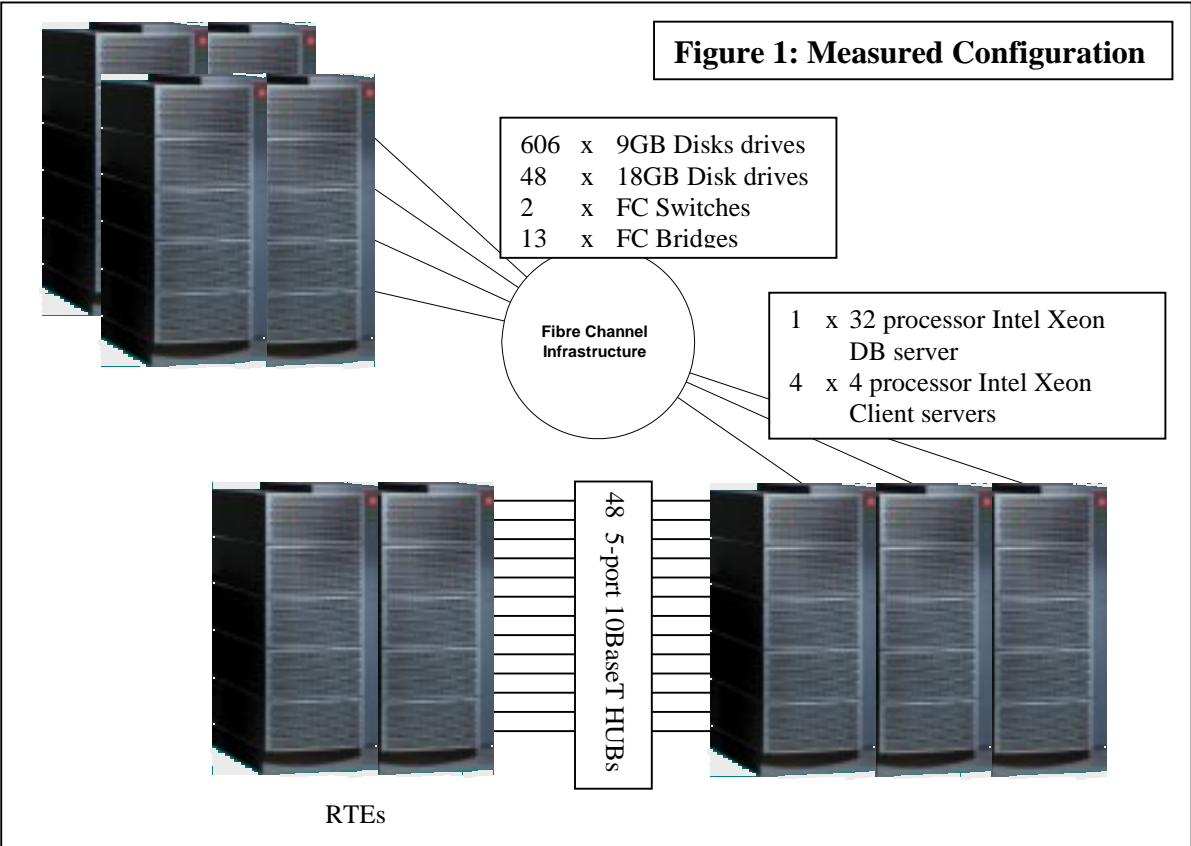 Figure 1: Measured Configuration
606 x 9GB Disks drives
48 x 18GB Disk drives
2 x FC Switches
13 x FC Bridges
Fibre Channel
Infrastructure
1 x 32 processor Intel Xeon
DB server
4 x 4 processor Intel Xeon
Client servers
48 5-port 10BaseT HUBs
RTEs